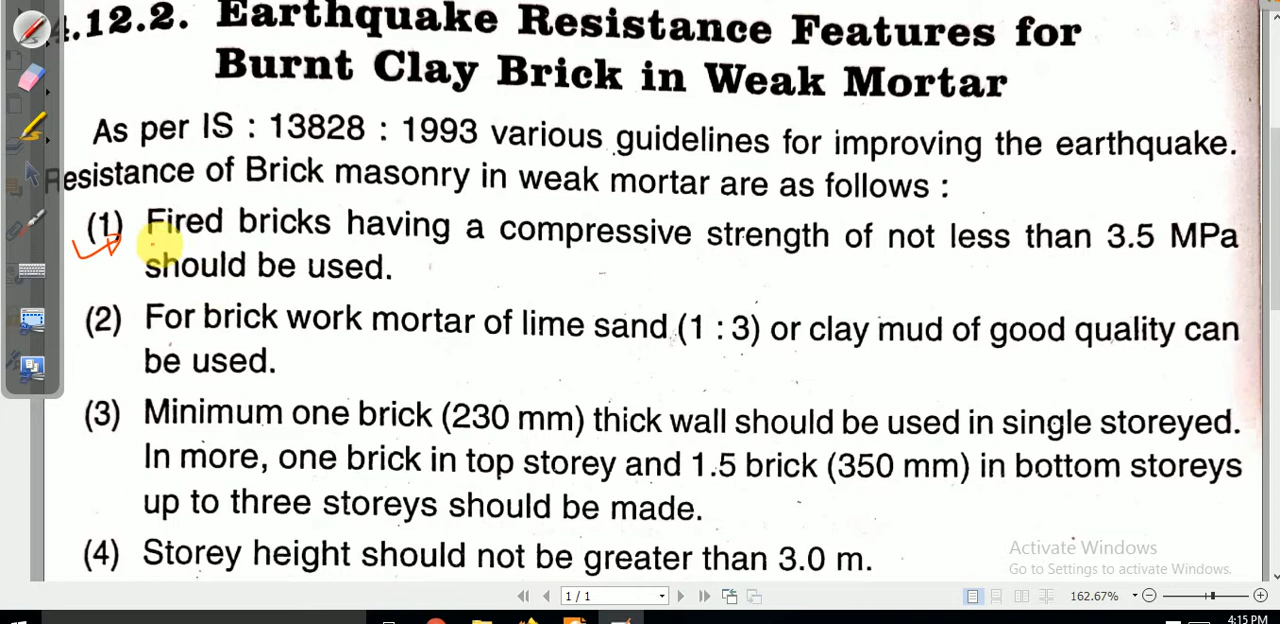 .12.2. Earthquake Resistance Features for
Burnt Clay Brick in Weak Mortar
As per IS : 13828 : 1993 various guidelines for improving the earthquake.
Resistance of Brick masonry in weak mortar are as follows :
(1) Fired bricks having a compressive strength of not less than 3.5 MPa
should be used.
(2) For brick work mortar of lime sand (1 : 3) or clay mud of good quality can
be used.
(3) Minimum one brick (230 mm) thick wall should be used in single storeyed.
In more, one brick in top storey and 1.5 brick (350 mm) in bottom storeys
up to three storeys should be made.
(4) Storey height should not be greater than 3.0 m.
Activate Windows
Go to Settings to activate Windows.
1 / 1
162.67%
4:15 PM